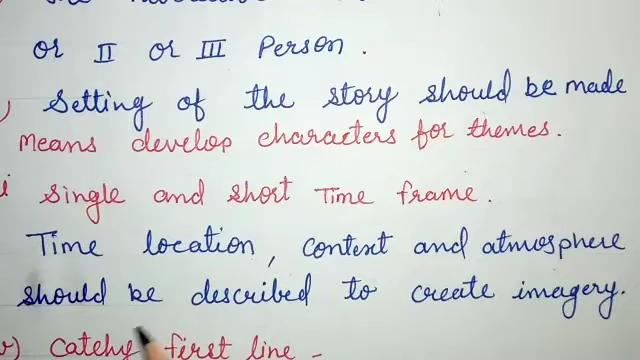 or II or III Person.
) Setting of the story should be made
Means develop characters for themes.
i Single and short Time frame.
Time location, context and atmosphere
should be described to create imagery.
v) Catchy first line -